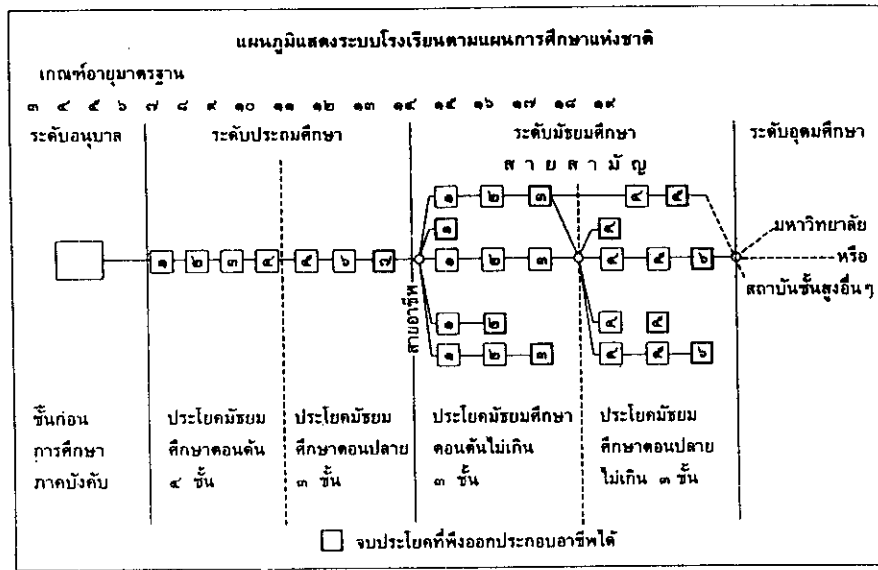 แผนภูมิแสดงระบบโรงเรียนตามแผนการศึกษาแห่งชาติ
เกณฑ์อายุมาตรฐาน
๓ ๔ ๕ ๖ ๗ ๘ ๙ ๑๐ ๑๑ ๑๒ ๑๓ ๑๔ ๑๕ ๑๖ ๑๗ ๑๘ ๑๙
ระดับอนุบาล ระดับประถมศึกษา ระดับมัธยมศึกษา ระดับอุดมศึกษา
สายสามัญ
๑ ๒ ๓ ๔ ๕
๑ ๔
๑ ๒ ๓ ๔ ๕ ๖ ๗ ๑ ๒ ๓ ๔ ๕ ๖
๑ ๒ ๔ ๕
๑ ๒ ๓ ๔ ๕ ๖
สายอาชีพ
มหาวิทยาลัย
หรือ
สถาบันชั้นสูงอื่นๆ
ชั้นก่อน
การศึกษา
ภาคบังคับ
ประโยคมัธยม
ศึกษาตอนต้น
๔ ชั้น
ประโยคมัธยม
ศึกษาตอนปลาย
๓ ชั้น
ประโยคมัธยมศึกษา
ตอนต้นไม่เกิน
๓ ชั้น
ประโยคมัธยม
ศึกษาตอนปลาย
ไม่เกิน ๓ ชั้น
จบประโยคที่พึงออกประกอบอาชีพได้